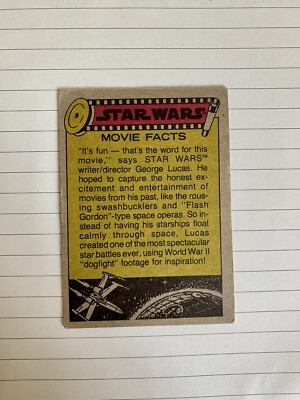 STAR WARS
MOVIE FACTS
"It's fun — that's the word for this
movie," says STAR WARS™
writer/director George Lucas. He
hoped to capture the honest ex-
citement and entertainment of
movies from his past, like the rous-
ing swashbucklers and "Flash
Gordon"-type space operas. So in-
stead of having his starships float
calmly through space, Lucas
created one of the most spectacular
star battles ever, using World War II
"dogfight" footage for inspiration!